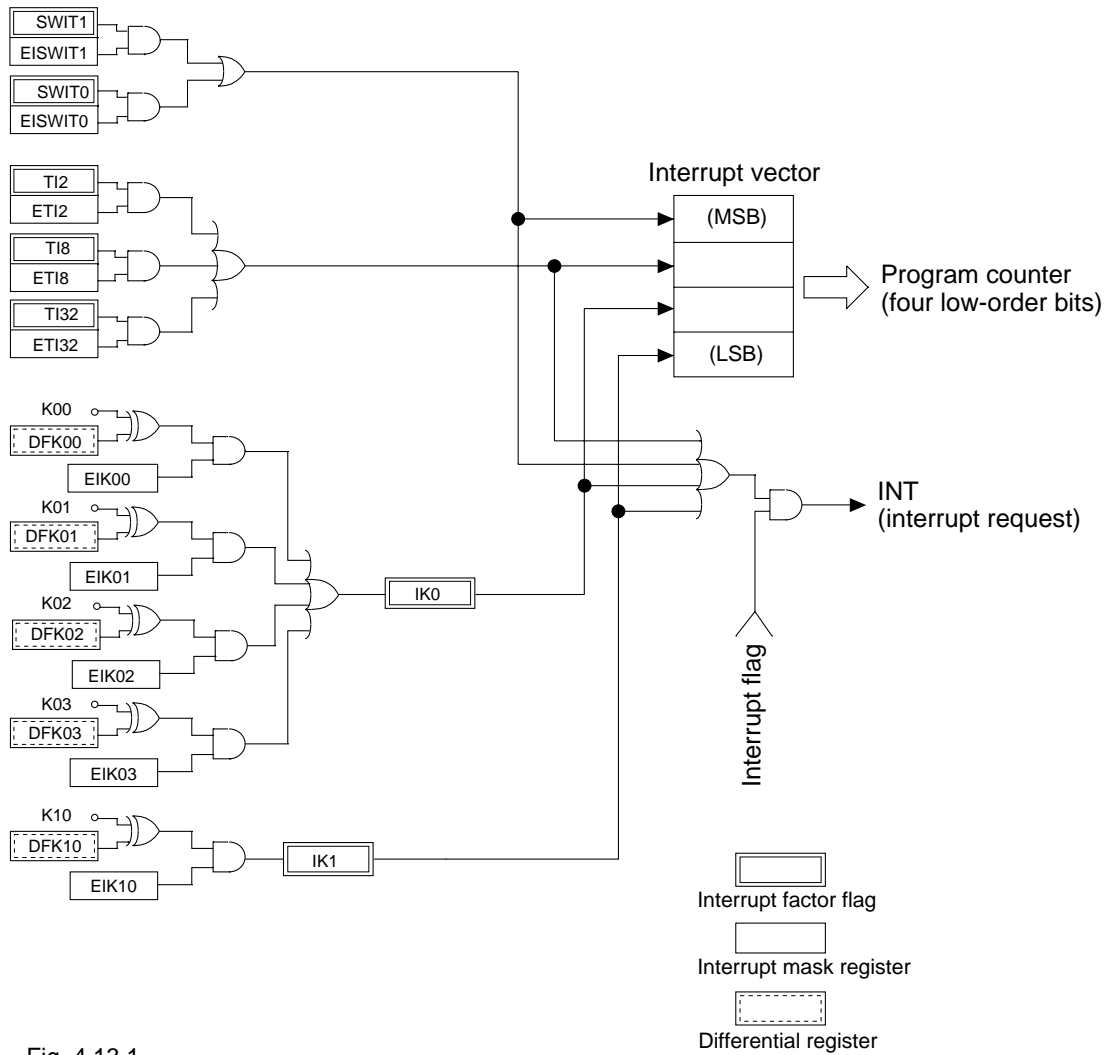 SWIT1
EISWIT1
SWIT0
EISWIT0
TI2
ETI2
TI8
ETI8
TI32
ETI32
Interrupt vector
(MSB)
(LSB)
Program counter
(four low-order bits)
K00
DFK00
EIK00
K01
DFK01
EIK01
K02
DFK02
EIK02
K03
DFK03
EIK03
K10
DFK10
EIK10
IK0
IK1
INT
(interrupt request)
Interrupt flag
Interrupt factor flag
Interrupt mask register
Differential register
Fig. 4.12.1